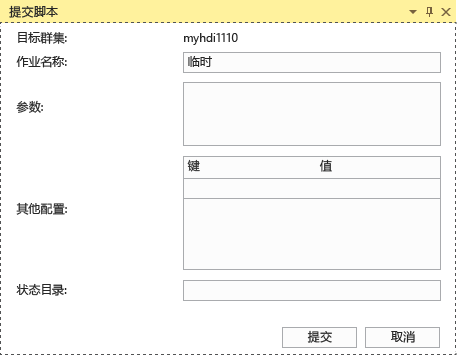 提交脚本
目标群集: myhdi1110
作业名称: 临时
参数:
键 值
其他配置:
状态目录:
提交 取消